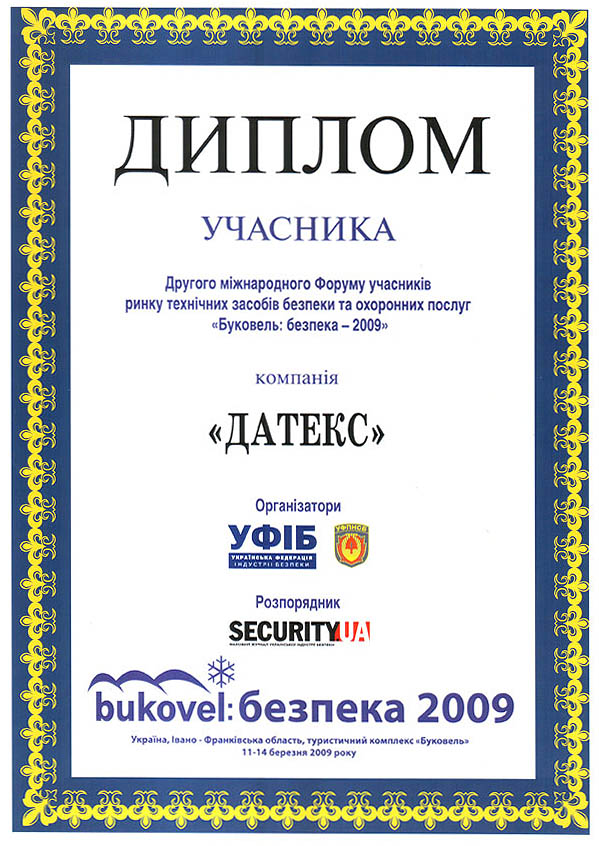 ДИПЛОМ
УЧАСНИКА
Другого міжнародного Форуму учасників
ринку технічних засобів безпеки та охоронних послуг
«Буковель: безпека – 2009»
компанія
«ДАТЕКС»
Організатори
УФІБ
УКРАЇНСЬКА ФЕДЕРАЦІЯ
ІНДУСТРІЇ БЕЗПЕКИ
УФПНСБ
Розпорядник
SECURITY.UA
bukovel: безпека 2009
Україна, Івано - Франківська область, туристичний комплекс «Буковель»
11-14 березня 2009 року